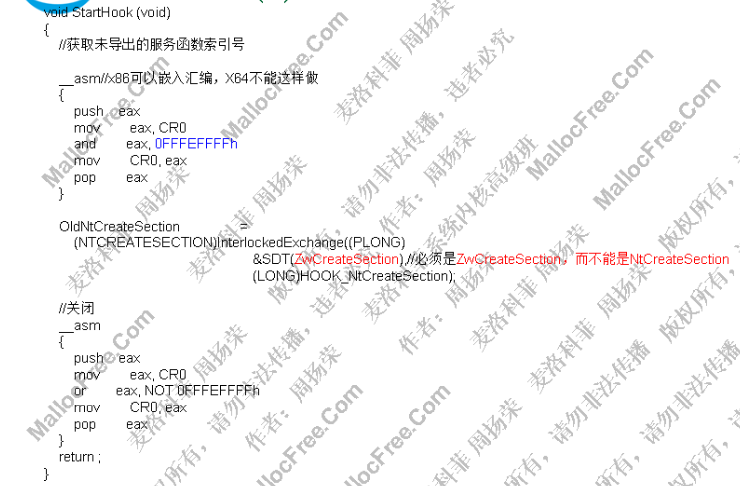 void StartHook (void)
{
//获取未导出的服务函数索引号
__asm//x86可以嵌入汇编，X64不能这样做
{
push eax
mov eax, CR0
and eax, 0FFFEFFFFh
mov CR0, eax
pop eax
}
OldNtCreateSection =
(NTCREATESECTION)InterlockedExchange((PLONG)
&SDT(ZwCreateSection),//必须是ZwCreateSection，而不能是NtCreateSection
(LONG)HOOK_NtCreateSection);
//关闭
__asm
{
push eax
mov eax, CR0
or eax, NOT 0FFFEFFFFh
mov CR0, eax
pop eax
}
return ;
}
MallocFree.Com
麦洛科菲 周扬荣
版权所有，请勿非法传播，违者必究
作者：周扬荣